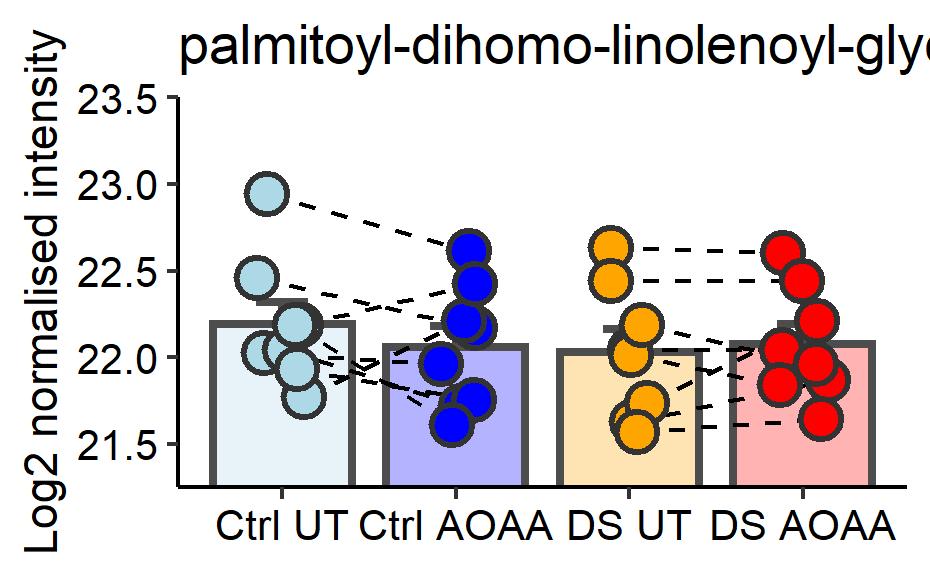 palmitoyl-dihomo-linolenoyl-glyc
Log2 normalised intensity
23.5
23.0
22.5
22.0
21.5
Ctrl UT Ctrl AOAA DS UT DS AOAA